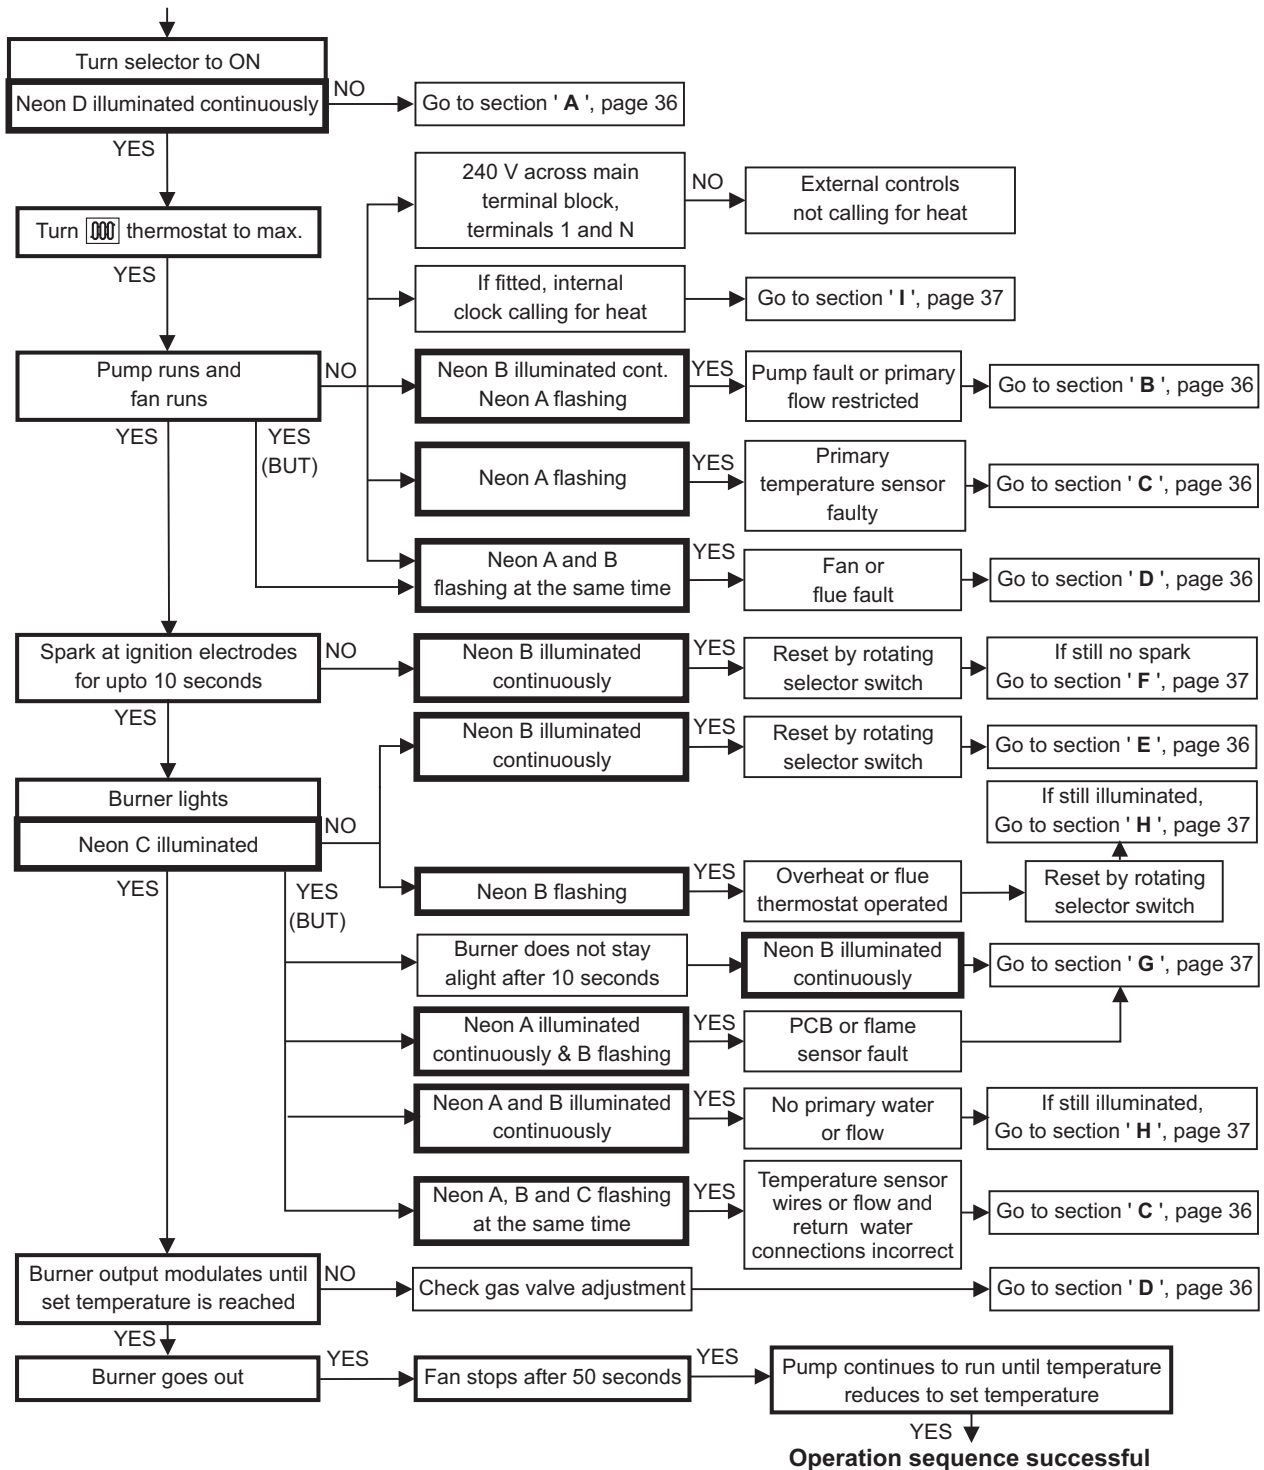 Turn selector to ON
Neon D illuminated continuously
NO
Go to section ' A ', page 36
YES
240 V across main
terminal block,
terminals 1 and N
NO
External controls
not calling for heat
Turn thermostat to max.
YES
If fitted, internal
clock calling for heat
Go to section ' I ', page 37
Pump runs and
fan runs
NO
Neon B illuminated cont.
Neon A flashing
YES
Pump fault or primary
flow restricted
Go to section ' B ', page 36
YES
YES
(BUT)
Neon A flashing
YES
Primary
temperature sensor
faulty
Go to section ' C ', page 36
Neon A and B
flashing at the same time
YES
Fan or
flue fault
Go to section ' D ', page 36
Spark at ignition electrodes
for upto 10 seconds
NO
Neon B illuminated
continuously
YES
Reset by rotating
selector switch
If still no spark
Go to section ' F ', page 37
YES
Neon B illuminated
continuously
YES
Reset by rotating
selector switch
Go to section ' E ', page 36
Burner lights
Neon C illuminated
NO
If still illuminated,
Go to section ' H ', page 37
YES
YES
(BUT)
Neon B flashing
YES
Overheat or flue
thermostat operated
Reset by rotating
selector switch
Burner does not stay
alight after 10 seconds
Neon B illuminated
continuously
Go to section ' G ', page 37
Neon A illuminated
continuously & B flashing
YES
PCB or flame
sensor fault
Neon A and B illuminated
continuously
YES
No primary water
or flow
If still illuminated,
Go to section ' H ', page 37
Neon A, B and C flashing
at the same time
YES
Temperature sensor
wires or flow and
return water
connections incorrect
Go to section ' C ', page 36
Burner output modulates until
set temperature is reached
NO
Check gas valve adjustment
Go to section ' D ', page 36
YES
Burner goes out
YES
Fan stops after 50 seconds
YES
Pump continues to run until temperature
reduces to set temperature
YES
Operation sequence successful